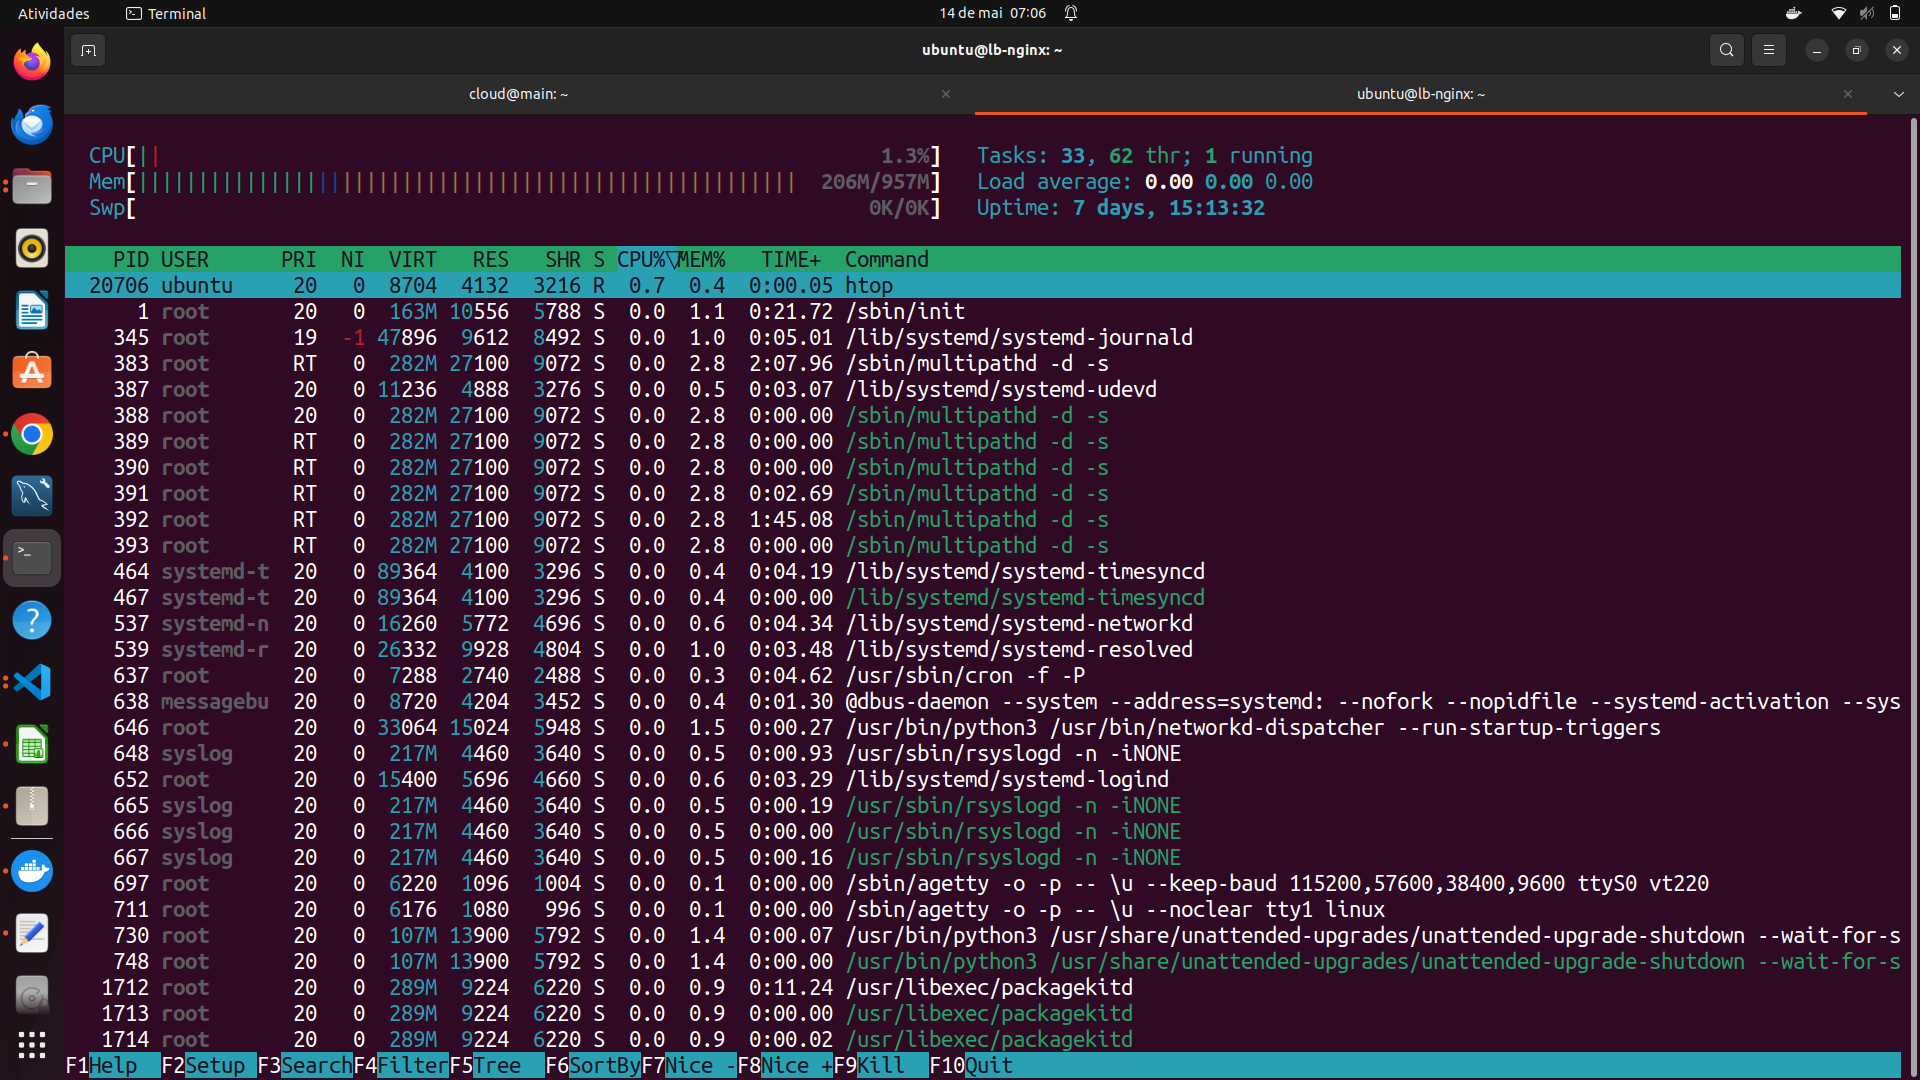 Atividades Terminal 14 de mai 07:06
ubuntu@lb-nginx: ~
cloud@main: ~ ubuntu@lb-nginx: ~
CPU[|| 1.3%] Tasks: 33, 62 thr; 1 running
Mem[||||||||||||||||||||||||||||||||||||||||||||||||||||||| 206M/957M] Load average: 0.00 0.00 0.00
Swp[ 0K/0K] Uptime: 7 days, 15:13:32
PID USER PRI NI VIRT RES SHR S CPU%▽MEM% TIME+ Command
20706 ubuntu 20 0 8704 4132 3216 R 0.7 0.4 0:00.05 htop
1 root 20 0 163M 10556 5788 S 0.0 1.1 0:21.72 /sbin/init
345 root 19 -1 47896 9612 8492 S 0.0 1.0 0:05.01 /lib/systemd/systemd-journald
383 root RT 0 282M 27100 9072 S 0.0 2.8 2:07.96 /sbin/multipathd -d -s
387 root 20 0 11236 4888 3276 S 0.0 0.5 0:03.07 /lib/systemd/systemd-udevd
388 root 20 0 282M 27100 9072 S 0.0 2.8 0:00.00 /sbin/multipathd -d -s
389 root RT 0 282M 27100 9072 S 0.0 2.8 0:00.00 /sbin/multipathd -d -s
390 root RT 0 282M 27100 9072 S 0.0 2.8 0:00.00 /sbin/multipathd -d -s
391 root RT 0 282M 27100 9072 S 0.0 2.8 0:02.69 /sbin/multipathd -d -s
392 root RT 0 282M 27100 9072 S 0.0 2.8 1:45.08 /sbin/multipathd -d -s
393 root RT 0 282M 27100 9072 S 0.0 2.8 0:00.00 /sbin/multipathd -d -s
464 systemd-t 20 0 89364 4100 3296 S 0.0 0.4 0:04.19 /lib/systemd/systemd-timesyncd
467 systemd-t 20 0 89364 4100 3296 S 0.0 0.4 0:00.00 /lib/systemd/systemd-timesyncd
537 systemd-n 20 0 16260 5772 4696 S 0.0 0.6 0:04.34 /lib/systemd/systemd-networkd
539 systemd-r 20 0 26332 9928 4804 S 0.0 1.0 0:03.48 /lib/systemd/systemd-resolved
637 root 20 0 7288 2740 2488 S 0.0 0.3 0:04.62 /usr/sbin/cron -f -P
638 messagebu 20 0 8720 4204 3452 S 0.0 0.4 0:01.30 @dbus-daemon --system --address=systemd: --nofork --nopidfile --systemd-activation --sys
646 root 20 0 33064 15024 5948 S 0.0 1.5 0:00.27 /usr/bin/python3 /usr/bin/networkd-dispatcher --run-startup-triggers
648 syslog 20 0 217M 4460 3640 S 0.0 0.5 0:00.93 /usr/sbin/rsyslogd -n -iNONE
652 root 20 0 15400 5696 4660 S 0.0 0.6 0:03.29 /lib/systemd/systemd-logind
665 syslog 20 0 217M 4460 3640 S 0.0 0.5 0:00.19 /usr/sbin/rsyslogd -n -iNONE
666 syslog 20 0 217M 4460 3640 S 0.0 0.5 0:00.00 /usr/sbin/rsyslogd -n -iNONE
667 syslog 20 0 217M 4460 3640 S 0.0 0.5 0:00.16 /usr/sbin/rsyslogd -n -iNONE
697 root 20 0 6220 1096 1004 S 0.0 0.1 0:00.00 /sbin/agetty -o -p -- \u --keep-baud 115200,57600,38400,9600 ttyS0 vt220
711 root 20 0 6176 1080 996 S 0.0 0.1 0:00.00 /sbin/agetty -o -p -- \u --noclear tty1 linux
730 root 20 0 107M 13900 5792 S 0.0 1.4 0:00.07 /usr/bin/python3 /usr/share/unattended-upgrades/unattended-upgrade-shutdown --wait-for-s
748 root 20 0 107M 13900 5792 S 0.0 1.4 0:00.00 /usr/bin/python3 /usr/share/unattended-upgrades/unattended-upgrade-shutdown --wait-for-s
1712 root 20 0 289M 9224 6220 S 0.0 0.9 0:11.24 /usr/libexec/packagekitd
1713 root 20 0 289M 9224 6220 S 0.0 0.9 0:00.00 /usr/libexec/packagekitd
1714 root 20 0 289M 9224 6220 S 0.0 0.9 0:00.02 /usr/libexec/packagekitd
F1Help F2Setup F3SearchF4FilterF5Tree F6SortByF7Nice -F8Nice +F9Kill F10Quit